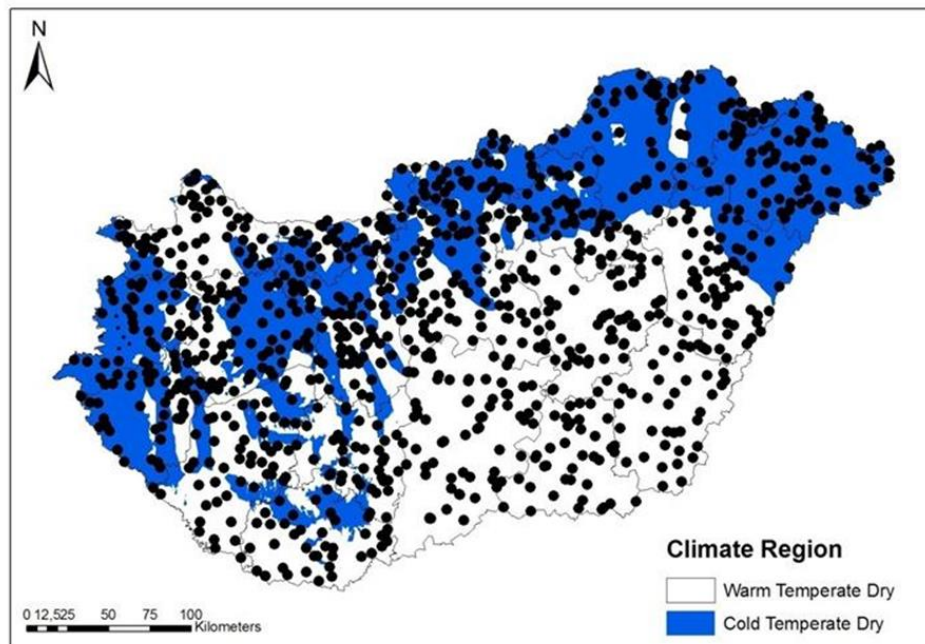 N
Climate Region
Warm Temperate Dry
Cold Temperate Dry
0 12,525 50 75 100
Kilometers